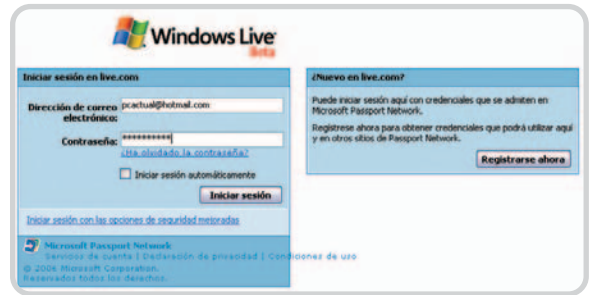 Windows Live
Beta
Iniciar sesión en live.com
Dirección de correo electrónico:
pcactual@hotmail.com
Contraseña:
**********
¿Ha olvidado la contraseña?
Iniciar sesión automáticamente
Iniciar sesión
Iniciar sesión con las opciones de seguridad mejoradas
Microsoft Passport Network
Servicios de cuenta | Declaración de privacidad | Condiciones de uso
© 2006 Microsoft Corporation.
Reservados todos los derechos.
¿Nuevo en live.com?
Puede iniciar sesión aquí con credenciales que se admiten en
Microsoft Passport Network.
Regístrese ahora para obtener credenciales que podrá utilizar aquí
y en otros sitios de Passport Network.
Registrarse ahora